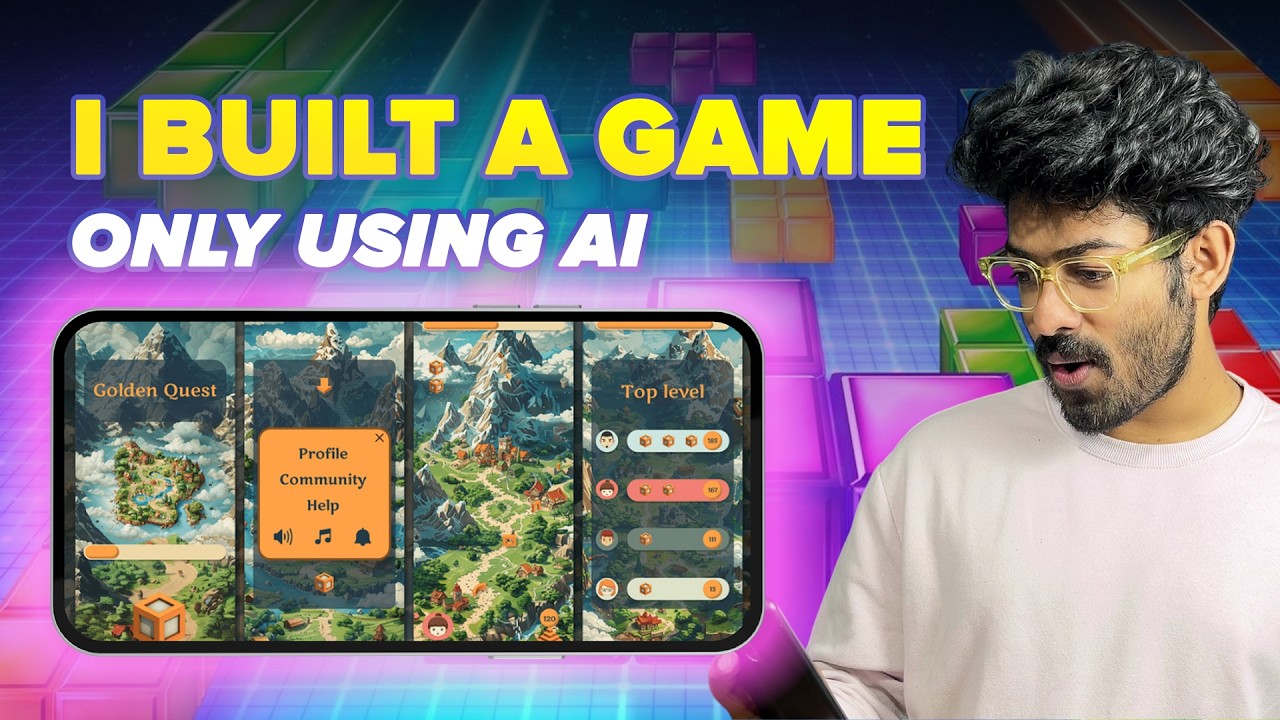 I BUILT A GAME
ONLY USING AI
Golden Quest
Profile
Community
Help
120
Top level
185
167
111
13